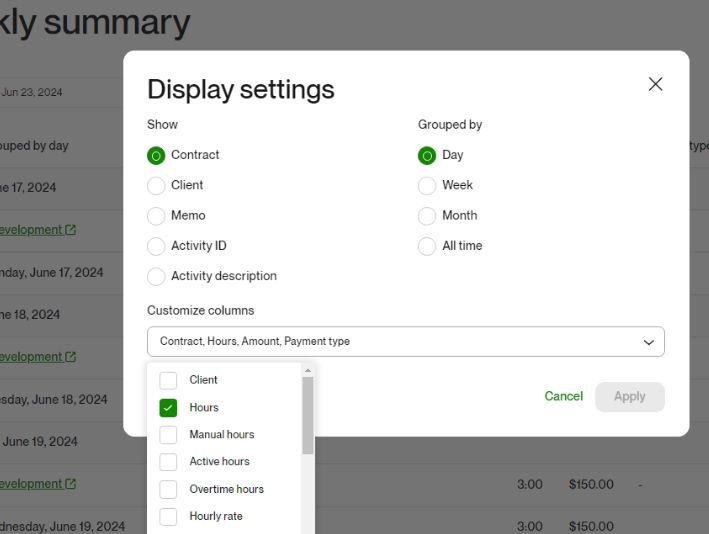 kly summary
Jun 23, 2024
Display settings
Show
Grouped by
Contract
Day
Client
Week
Memo
Month
Activity ID
All time
Activity description
Customize columns
Contract, Hours, Amount, Payment type
Client
Hours
Manual hours
Active hours
Overtime hours
Hourly rate
Cancel
Apply
ouped by day
type
ne 17, 2024
evelopment
nday, June 17, 2024
ne 18, 2024
evelopment
sday, June 18, 2024
June 19, 2024
evelopment
3:00 $150.00 -
dnesday, June 19, 2024
3:00 $150.00